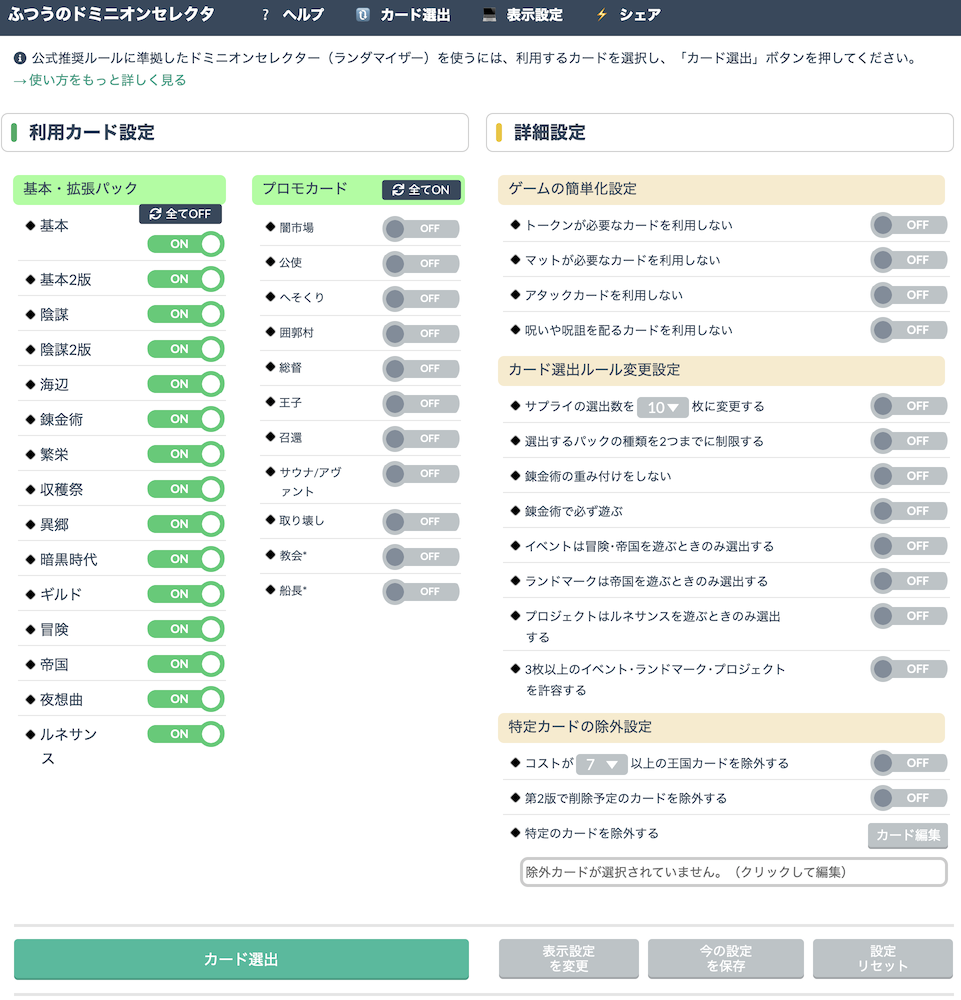 ふつうのドミニオンセレクタ
? ヘルプ
カード選出
表示設定
シェア
公式推奨ルールに準拠したドミニオンセレクター（ランダマイザー）を使うには、利用するカードを選択し、「カード選出」ボタンを押してください。
→使い方をもっと詳しく見る
利用カード設定
基本・拡張パック
全てOFF
基本 ON
基本2版 ON
陰謀 ON
陰謀2版 ON
海辺 ON
錬金術 ON
繁栄 ON
収穫祭 ON
異郷 ON
暗黒時代 ON
ギルド ON
冒険 ON
帝国 ON
夜想曲 ON
ルネサン ON
ス
プロモカード 全てON
闇市場 OFF
公使 OFF
へそくり OFF
囲郭村 OFF
総督 OFF
王子 OFF
召還 OFF
サウナ/アヴ OFF
ァント
取り壊し OFF
教会* OFF
船長* OFF
詳細設定
ゲームの簡単化設定
トークンが必要なカードを利用しない OFF
マットが必要なカードを利用しない OFF
アタックカードを利用しない OFF
呪いや呪詛を配るカードを利用しない OFF
カード選出ルール変更設定
サプライの選出数を 10▼ 枚に変更する OFF
選出するパックの種類を2つまでに制限する OFF
錬金術の重み付けをしない OFF
錬金術で必ず遊ぶ OFF
イベントは冒険･帝国を遊ぶときのみ選出する OFF
ランドマークは帝国を遊ぶときのみ選出する OFF
プロジェクトはルネサンスを遊ぶときのみ選出 OFF
する
3枚以上のイベント･ランドマーク･プロジェクト OFF
を許容する
特定カードの除外設定
コストが 7 ▼ 以上の王国カードを除外する OFF
第2版で削除予定のカードを除外する OFF
特定のカードを除外する カード編集
除外カードが選択されていません。（クリックして編集）
カード選出
表示設定
を変更
今の設定
を保存
設定
リセット